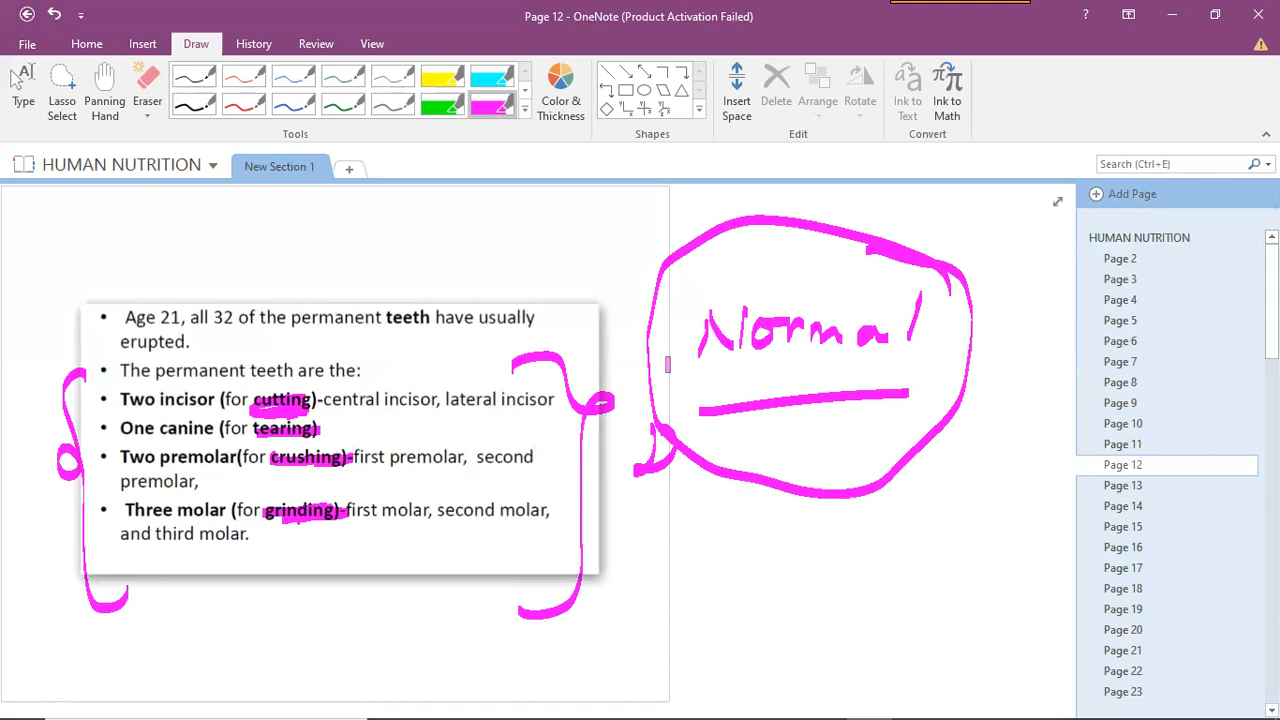 Page 12 - OneNote (Product Activation Failed)
?
File Home Insert Draw History Review View
Type
Lasso Select
Panning Hand
Eraser
Color & Thickness
Insert Space
Delete
Arrange
Rotate
Ink to Text
Ink to Math
Tools
Shapes
Edit
Convert
HUMAN NUTRITION
New Section 1
Search (Ctrl+E)
Add Page
• Age 21, all 32 of the permanent teeth have usually
erupted.
• The permanent teeth are the:
• Two incisor (for cutting)-central incisor, lateral incisor
• One canine (for tearing)
• Two premolar(for crushing)-first premolar, second
premolar,
• Three molar (for grinding)-first molar, second molar,
and third molar.
Normal
HUMAN NUTRITION
Page 2
Page 3
Page 4
Page 5
Page 6
Page 7
Page 8
Page 9
Page 10
Page 11
Page 12
Page 13
Page 14
Page 15
Page 16
Page 17
Page 18
Page 19
Page 20
Page 21
Page 22
Page 23